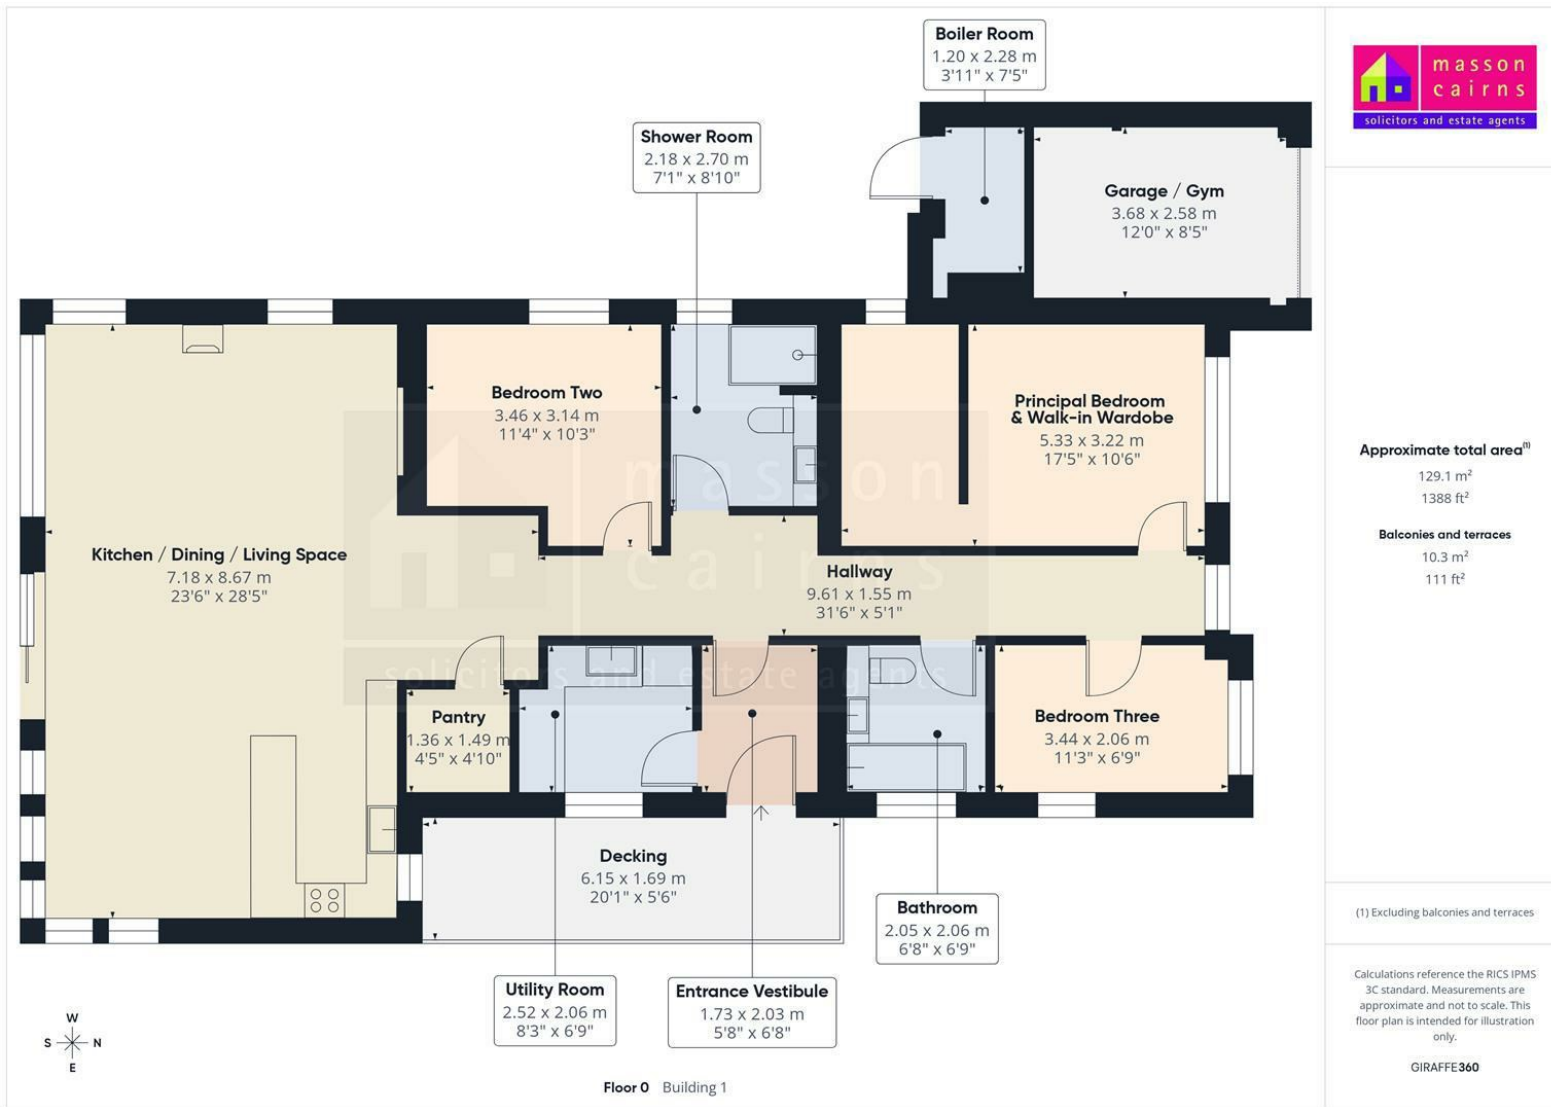 Boiler Room
1.20 x 2.28 m
3'11" x 7'5"
masson
cairns
solicitors and estate agents
Shower Room
2.18 x 2.70 m
7'1" x 8'10"
Garage / Gym
3.68 x 2.58 m
12'0" x 8'5"
Bedroom Two
3.46 x 3.14 m
11'4" x 10'3"
Principal Bedroom
& Walk-in Wardobe
5.33 x 3.22 m
17'5" x 10'6"
masson
cairns
solicitors and estate agents
Kitchen / Dining / Living Space
7.18 x 8.67 m
23'6" x 28'5"
Hallway
9.61 x 1.55 m
31'6" x 5'1"
Pantry
1.36 x 1.49 m
4'5" x 4'10"
Bedroom Three
3.44 x 2.06 m
11'3" x 6'9"
Decking
6.15 x 1.69 m
20'1" x 5'6"
Bathroom
2.05 x 2.06 m
6'8" x 6'9"
Utility Room
2.52 x 2.06 m
8'3" x 6'9"
Entrance Vestibule
1.73 x 2.03 m
5'8" x 6'8"
W
S N
E
Floor 0 Building 1
Approximate total area(1)
129.1 m²
1388 ft²
Balconies and terraces
10.3 m²
111 ft²
(1) Excluding balconies and terraces
Calculations reference the RICS IPMS
3C standard. Measurements are
approximate and not to scale. This
floor plan is intended for illustration
only.
GIRAFFE360